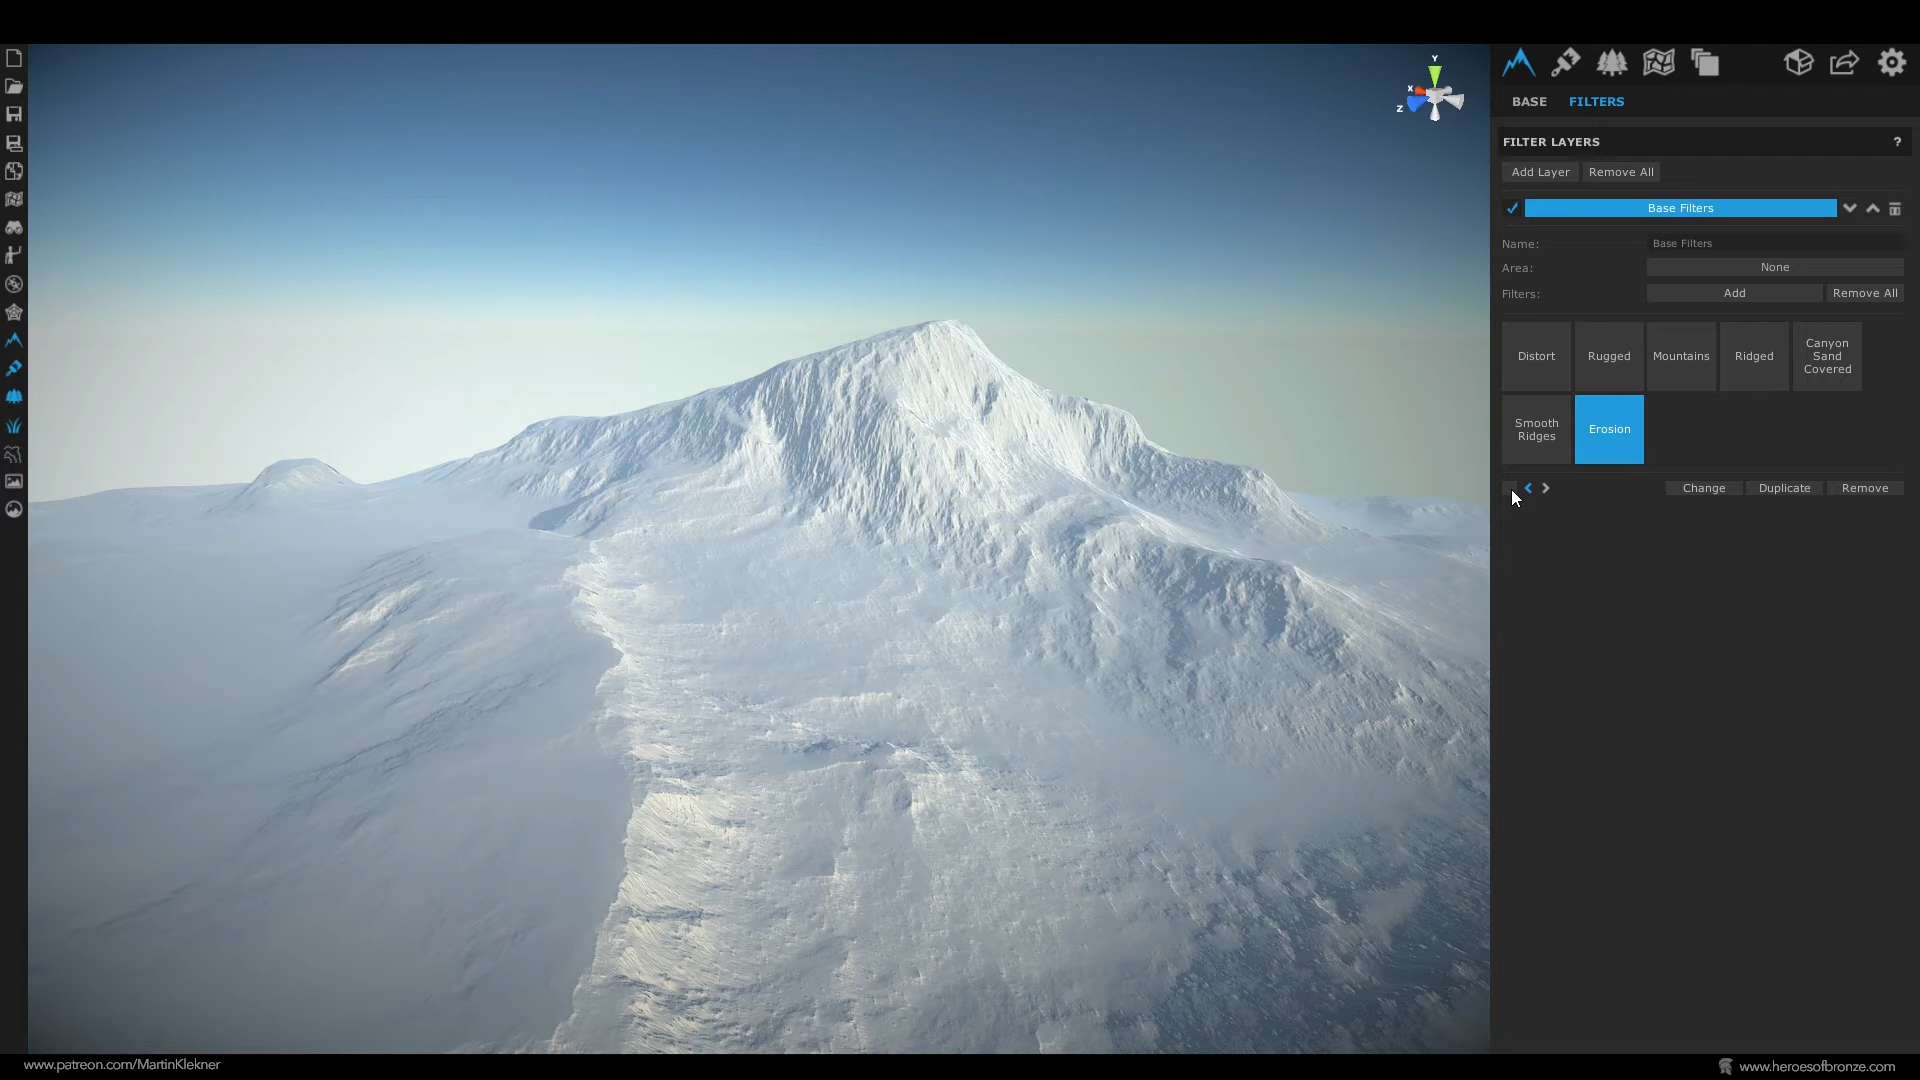 Y
X
Z
BASE FILTERS
FILTER LAYERS ?
Add Layer Remove All
Base Filters
Name: Base Filters
Area: None
Filters: Add Remove All
Distort Rugged Mountains Ridged Canyon Sand Covered
Smooth Ridges Erosion
Change Duplicate Remove
www.patreon.com/MartinKlekner www.heroesofbronze.com